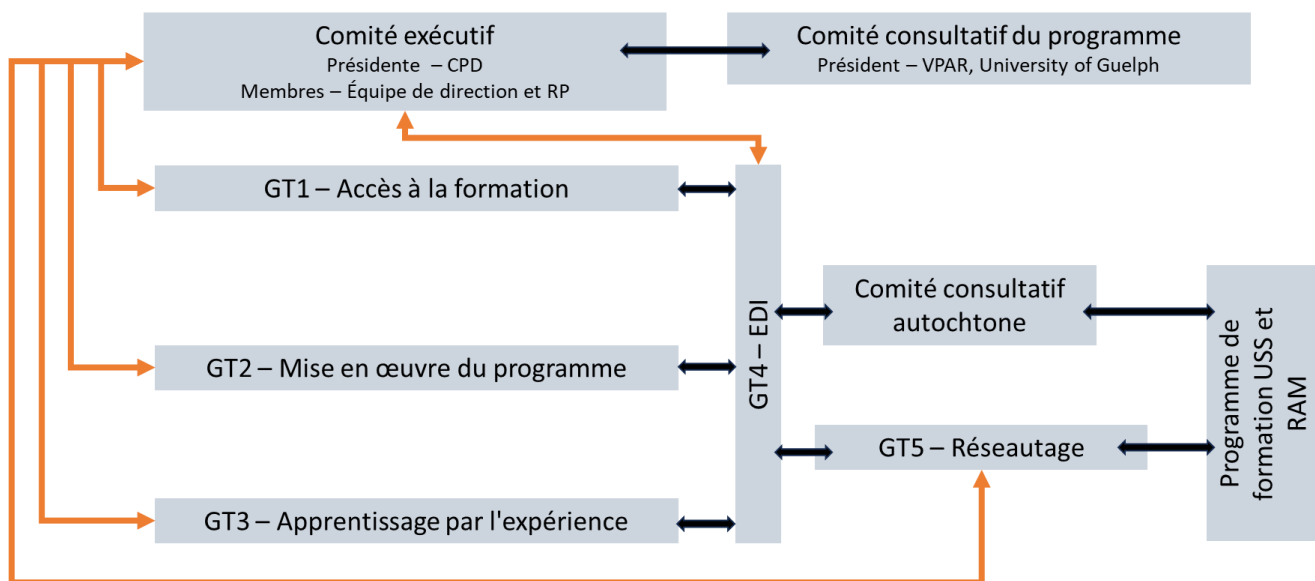 Comité exécutif
Présidente – CPD
Membres – Équipe de direction et RP
Comité consultatif du programme
Président – VPAR, University of Guelph
GT1 – Accès à la formation
GT2 – Mise en œuvre du programme
GT3 – Apprentissage par l'expérience
GT4 – EDI
Comité consultatif
autochtone
GT5 – Réseautage
Programme de
formation USS et
RAM